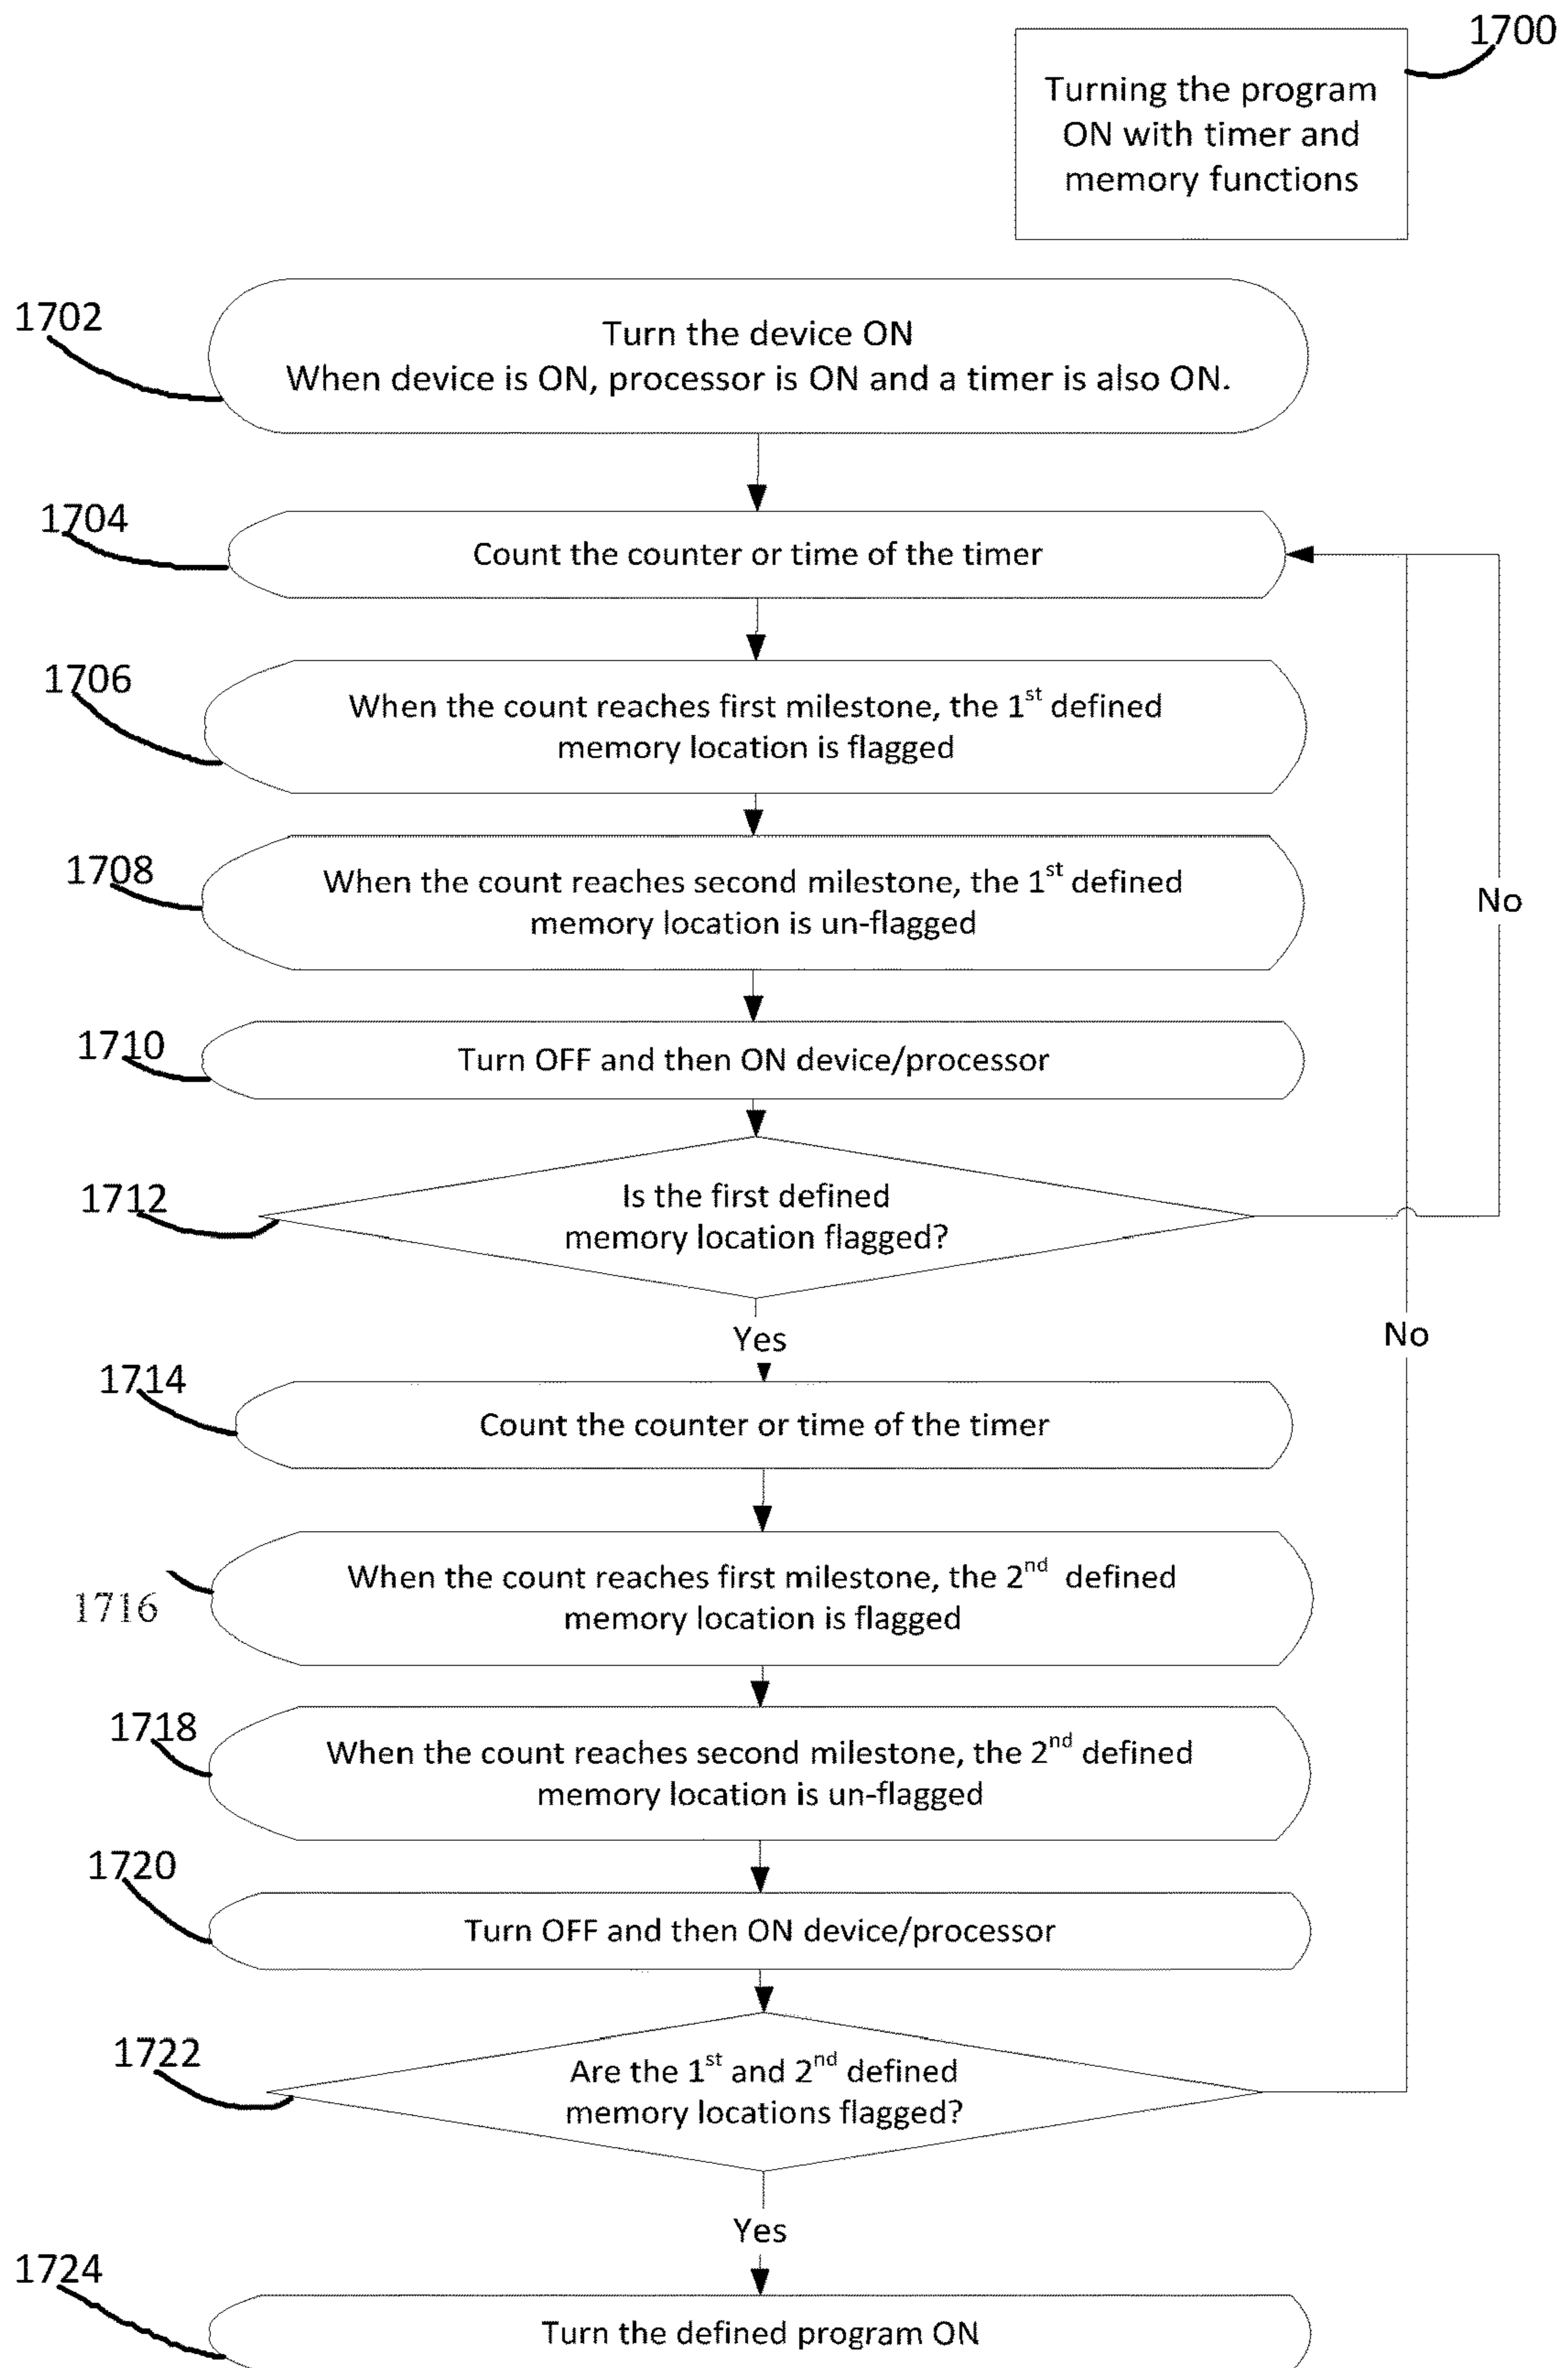 1700
Turning the program
ON with timer and
memory functions
1702
Turn the device ON
When device is ON, processor is ON and a timer is also ON.
1704
Count the counter or time of the timer
1706
When the count reaches first milestone, the 1st defined
memory location is flagged
1708
When the count reaches second milestone, the 1st defined
memory location is un-flagged
No
1710
Turn OFF and then ON device/processor
1712
Is the first defined
memory location flagged?
Yes
No
1714
Count the counter or time of the timer
1716
When the count reaches first milestone, the 2nd defined
memory location is flagged
1718
When the count reaches second milestone, the 2nd defined
memory location is un-flagged
1720
Turn OFF and then ON device/processor
1722
Are the 1st and 2nd defined
memory locations flagged?
Yes
1724
Turn the defined program ON